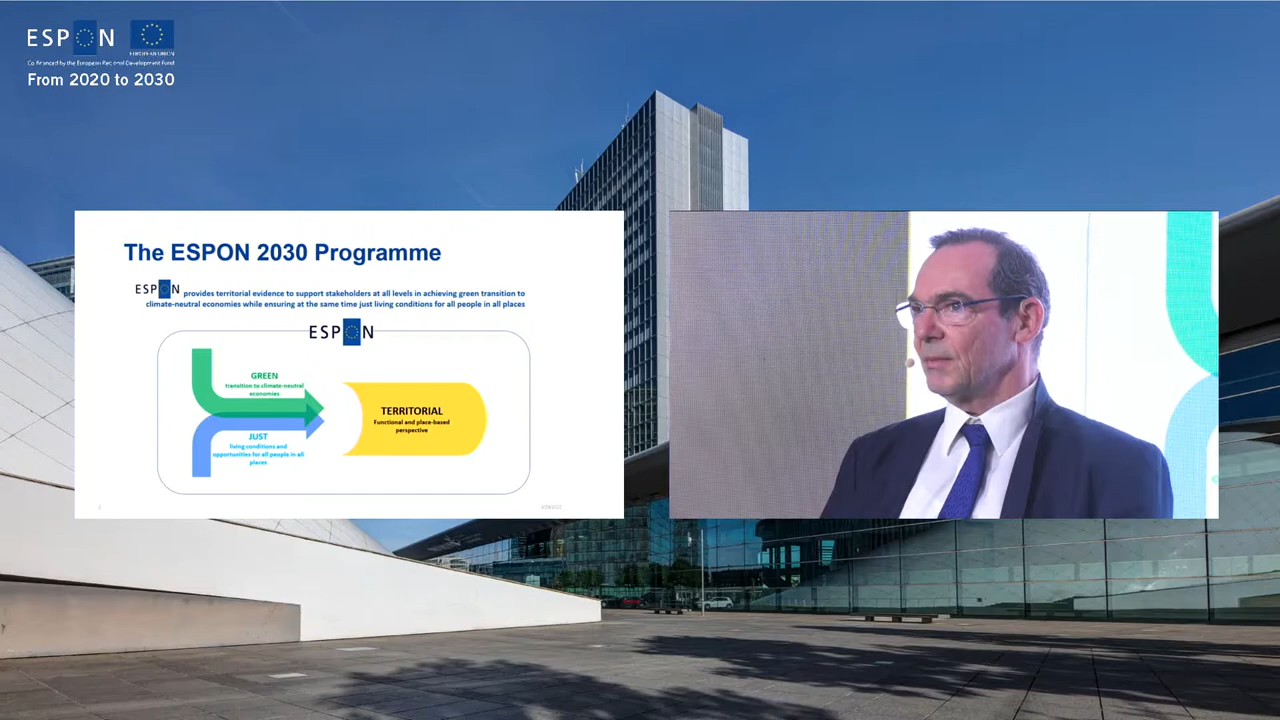 ESPON
EUROPEAN UNION
Co-financed by the European Regional Development Fund
From 2020 to 2030
The ESPON 2030 Programme
ESPON provides territorial evidence to support stakeholders at all levels in achieving green transition to
climate-neutral economies while ensuring at the same time just living conditions for all people in all places
ESPON
GREEN
transition to climate-neutral
economies
JUST
living conditions and
opportunities for all people in all
places
TERRITORIAL
Functional and place-based
perspective
2